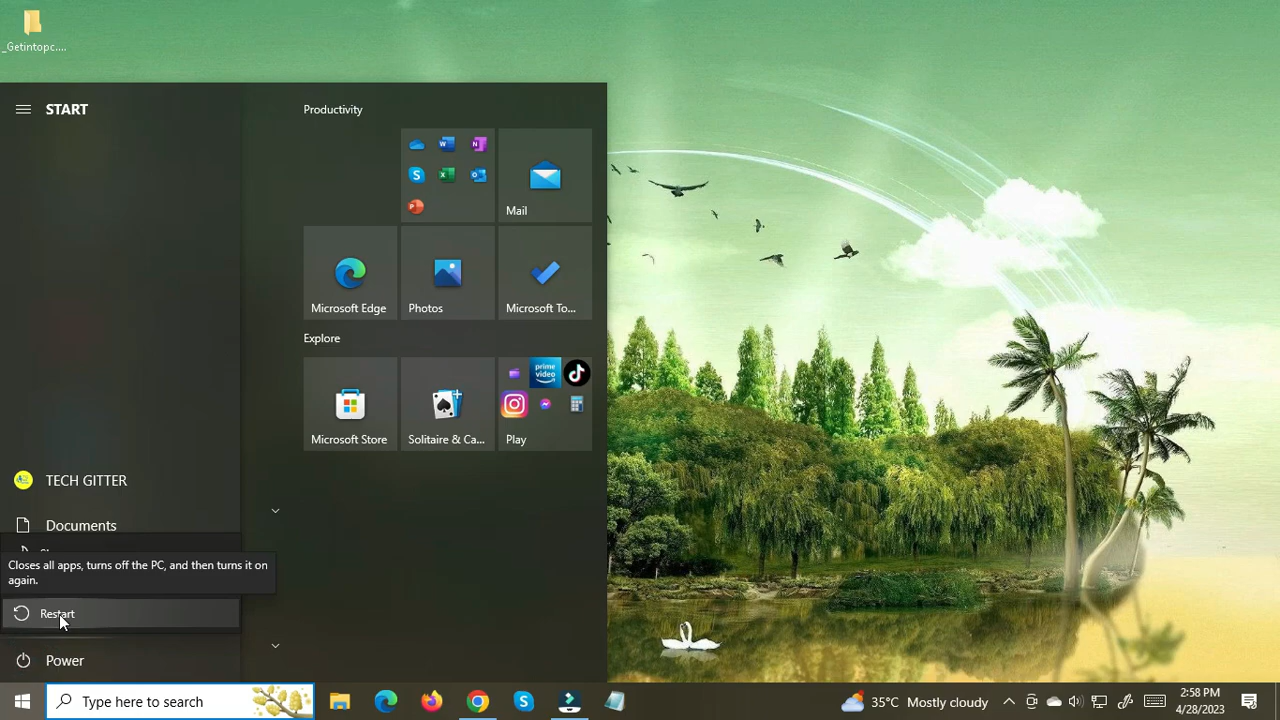 _Getintopc....
START
Productivity
Mail
Microsoft Edge
Photos
Microsoft To...
Explore
prime video
Microsoft Store
Solitaire & Ca...
Play
TECH GITTER
Documents
Closes all apps, turns off the PC, and then turns it on
again.
Restart
Power
Type here to search
35°C Mostly cloudy
2:58 PM
4/28/2023